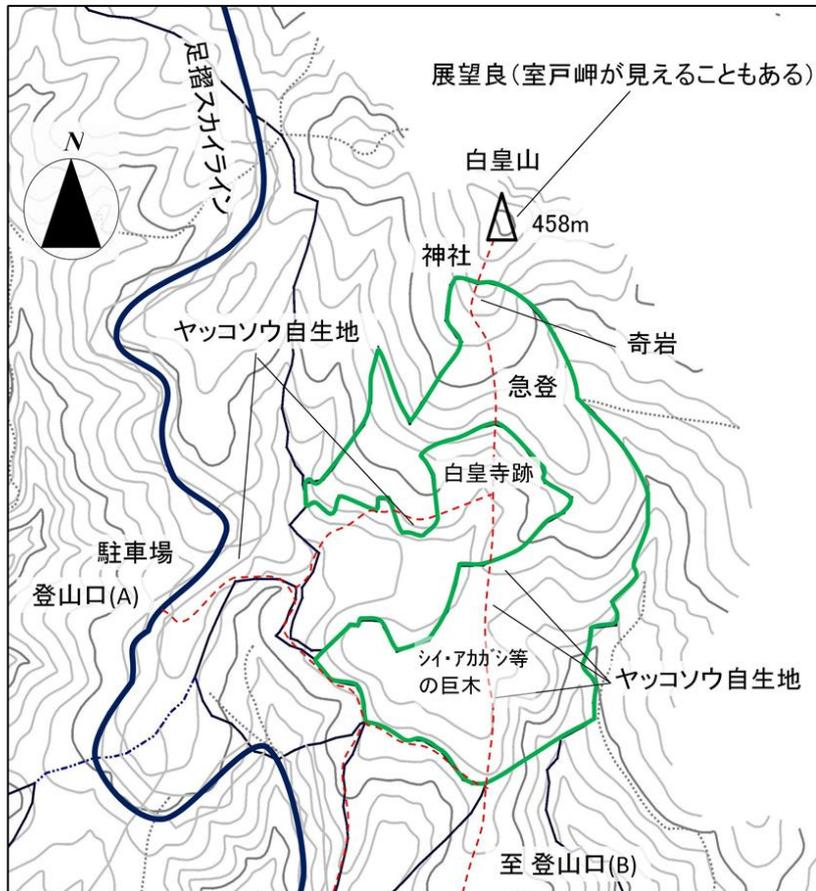 展望良(室戸岬が見えることもある)
足摺スカイライン
N
白皇山
458m
神社
ヤッコソウ自生地
奇岩
急登
白皇寺跡
駐車場
登山口(A)
シイ・アカガシ等
の巨木
ヤッコソウ自生地
至 登山口(B)